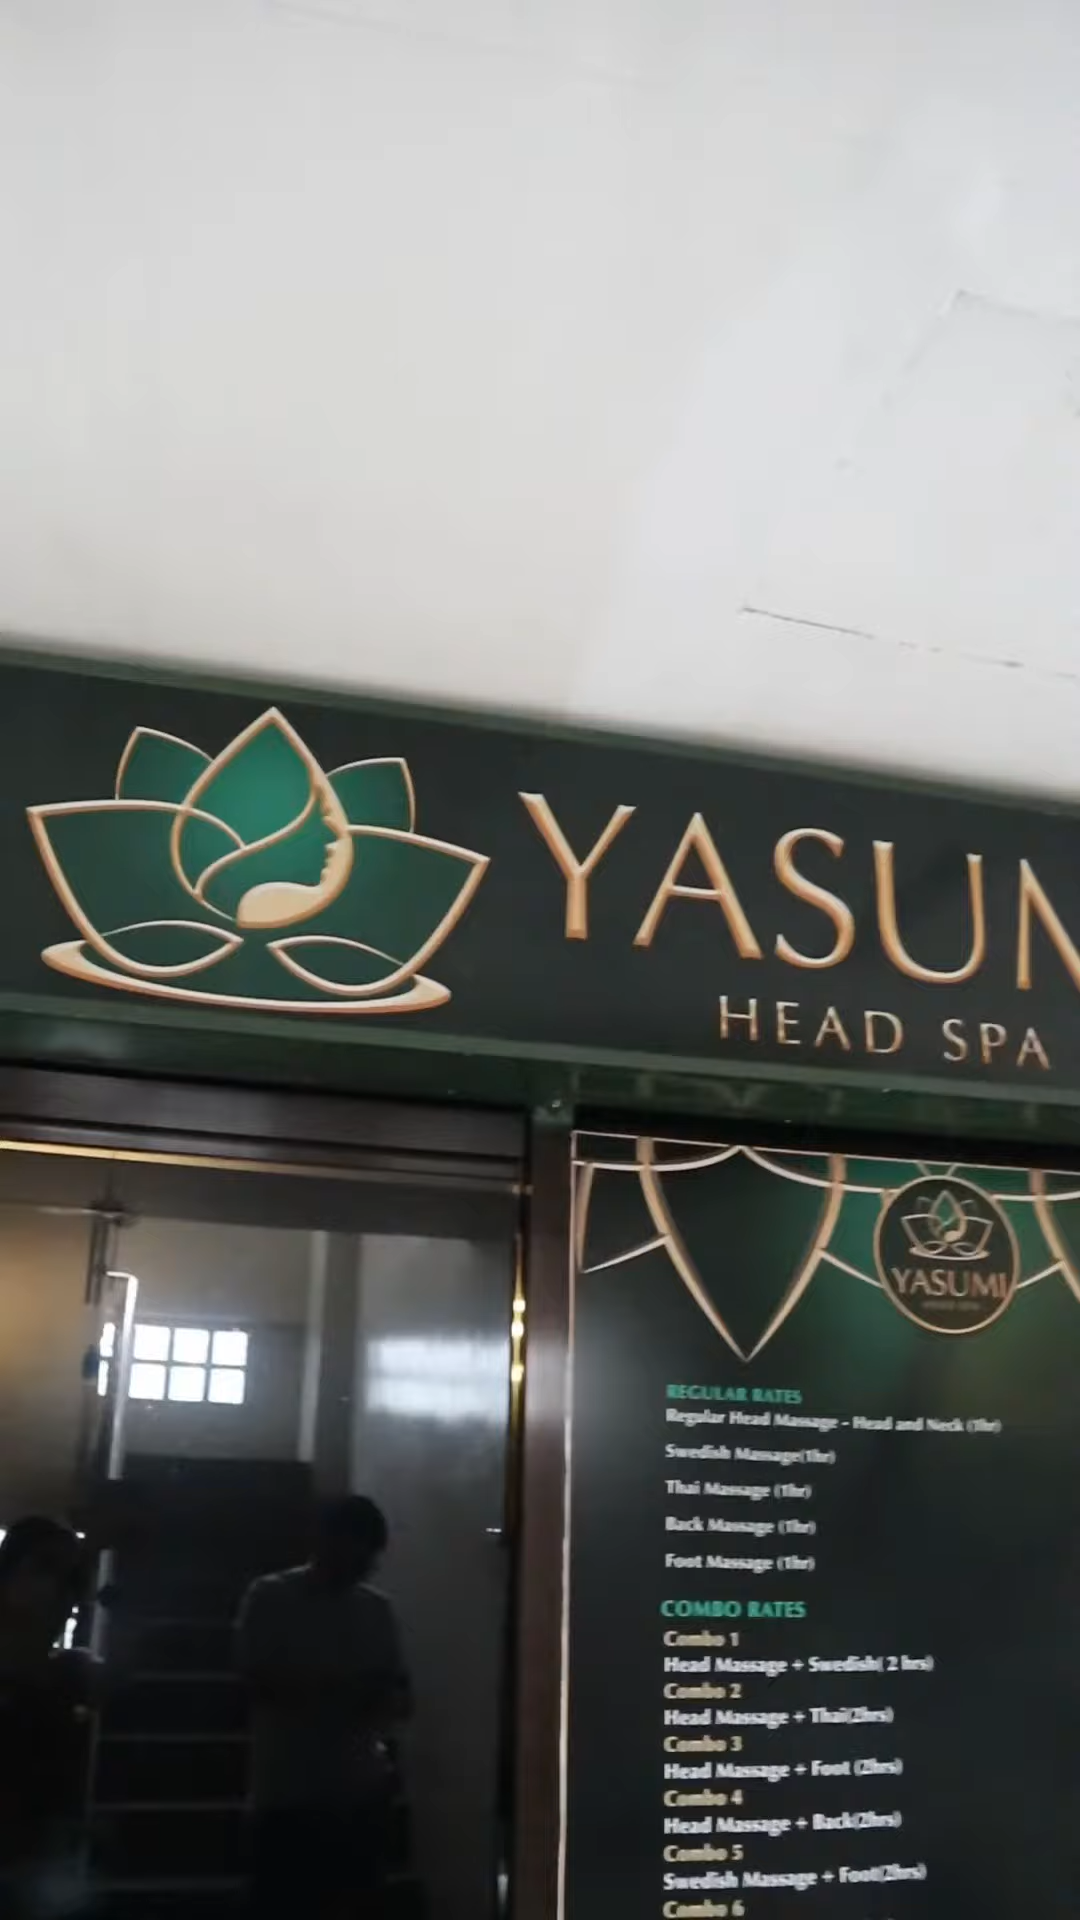 YASUM
HEAD SPA
YASUMI
REGULAR RATES
Regular Head Massage - Head and Neck (1hr)
Swedish Massage(1hr)
Thai Massage (1hr)
Back Massage (1hr)
Foot Massage (1hr)
COMBO RATES
Combo 1
Head Massage + Swedish( 2 hrs)
Combo 2
Head Massage + Thai(2hrs)
Combo 3
Head Massage + Foot (2hrs)
Combo 4
Head Massage + Back(2hrs)
Combo 5
Swedish Massage + Foot(2hrs)
Combo 6